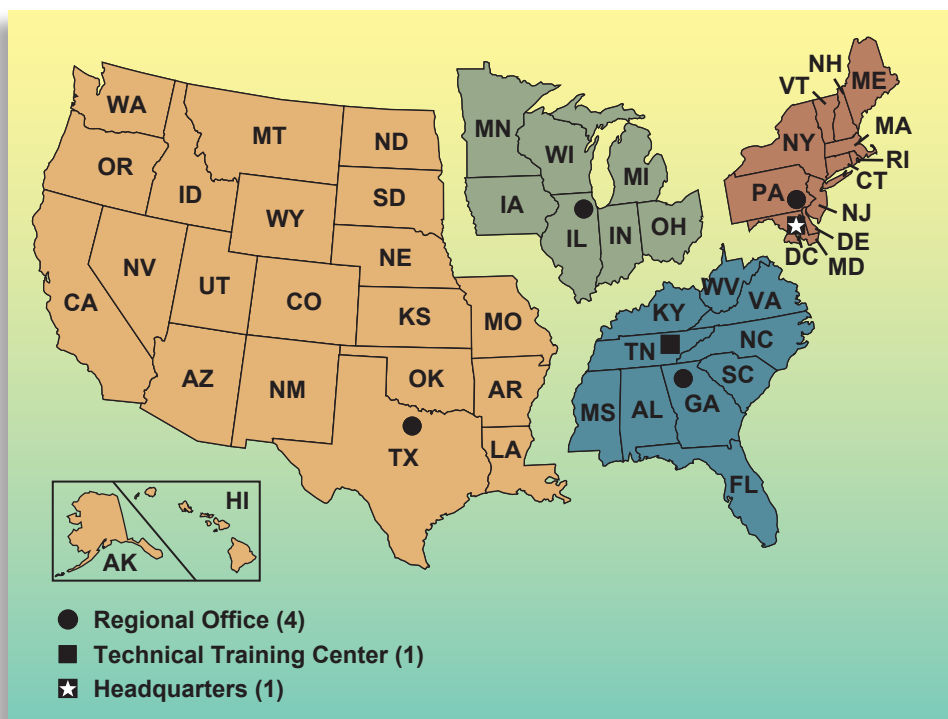 NH
ME
VT
WA
MT
ND
MN
NY
MA
OR
WI
RI
ID
SD
MI
CT
WY
IA
PA
NJ
IL
IN
OH
NE
DE
NV
DC
MD
UT
CO
WV
VA
CA
KS
MO
KY
NC
TN
AZ
NM
OK
AR
SC
MS
AL
GA
TX
LA
FL
HI
AK
Regional Office (4)
Technical Training Center (1)
Headquarters (1)